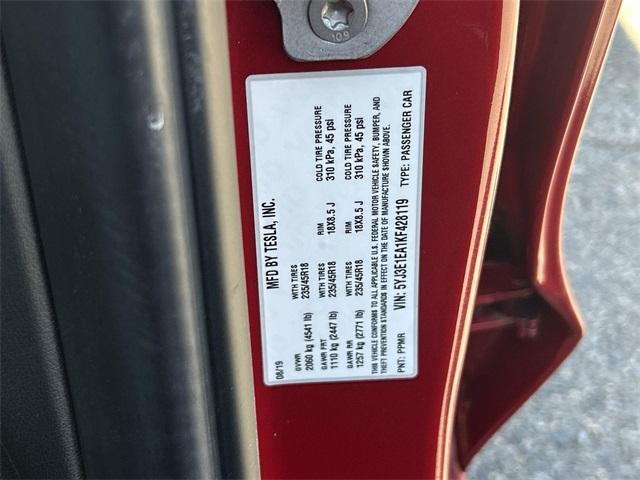 109
MFD BY TESLA, INC.
08/19
GVWR WITH TIRES RIM COLD TIRE PRESSURE
2060 kg (4541 lb) 235/45R18 18X8.5 J 310 kPa, 45 psi
GAWR FRT WITH TIRES RIM COLD TIRE PRESSURE
1110 kg (2447 lb) 235/45R18
GAWR RR WITH TIRES RIM
1257 kg (2771 lb) 235/45R18 18X8.5 J 310 kPa, 45 psi
THIS VEHICLE CONFORMS TO ALL APPLICABLE U.S. FEDERAL MOTOR VEHICLE SAFETY, BUMPER, AND
THEFT PREVENTION STANDARDS IN EFFECT ON THE DATE OF MANUFACTURE SHOWN ABOVE.
PNT: PPMR VIN: 5YJ3E1EA1KF428119 TYPE: PASSENGER CAR